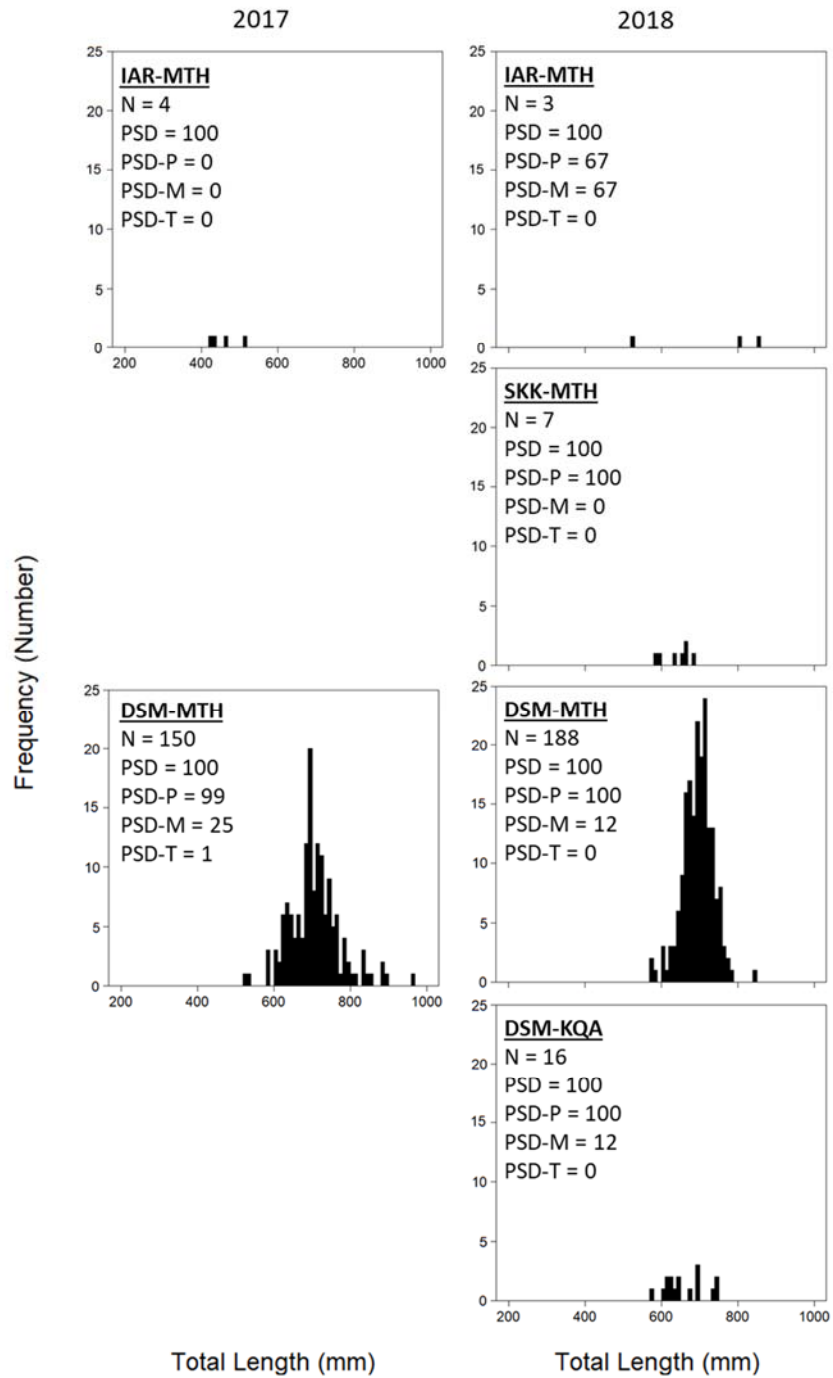 2017
2018
25
20
15
10
5
0
IAR-MTH
N = 4
PSD = 100
PSD-P = 0
PSD-M = 0
PSD-T = 0
200 400 600 800 1000
25
20
15
10
5
0
IAR-MTH
N = 3
PSD = 100
PSD-P = 67
PSD-M = 67
PSD-T = 0
200 400 600 800 1000
25
20
15
10
5
0
SKK-MTH
N = 7
PSD = 100
PSD-P = 100
PSD-M = 0
PSD-T = 0
Frequency (Number)
25
20
15
10
5
0
DSM-MTH
N = 150
PSD = 100
PSD-P = 99
PSD-M = 25
PSD-T = 1
200 400 600 800 1000
25
20
15
10
5
0
DSM-MTH
N = 188
PSD = 100
PSD-P = 100
PSD-M = 12
PSD-T = 0
25
20
15
10
5
0
DSM-KQA
N = 16
PSD = 100
PSD-P = 100
PSD-M = 12
PSD-T = 0
200 400 600 800 1000
Total Length (mm)
Total Length (mm)